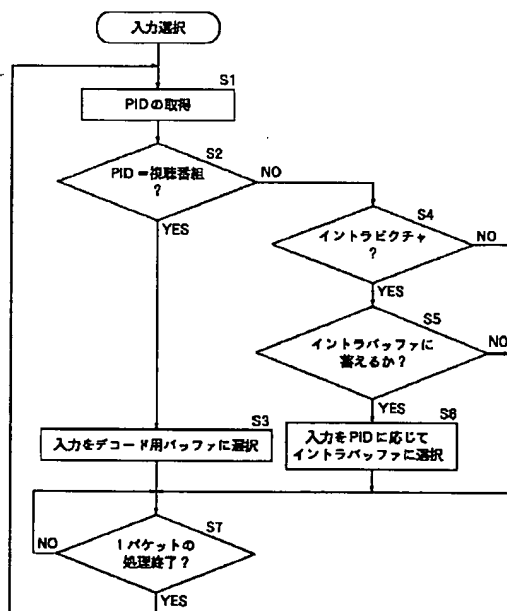 入力選択
S1
PIDの取得
S2
PID=視聴番組
?
NO
YES
S4
イントラピクチャ
?
NO
YES
S5
イントラバッファに
蓄えるか?
NO
YES
S3
入力をデコード用バッファに選択
S6
入力をPIDに応じて
イントラバッファに選択
S7
1パケットの
処理終了?
NO
YES